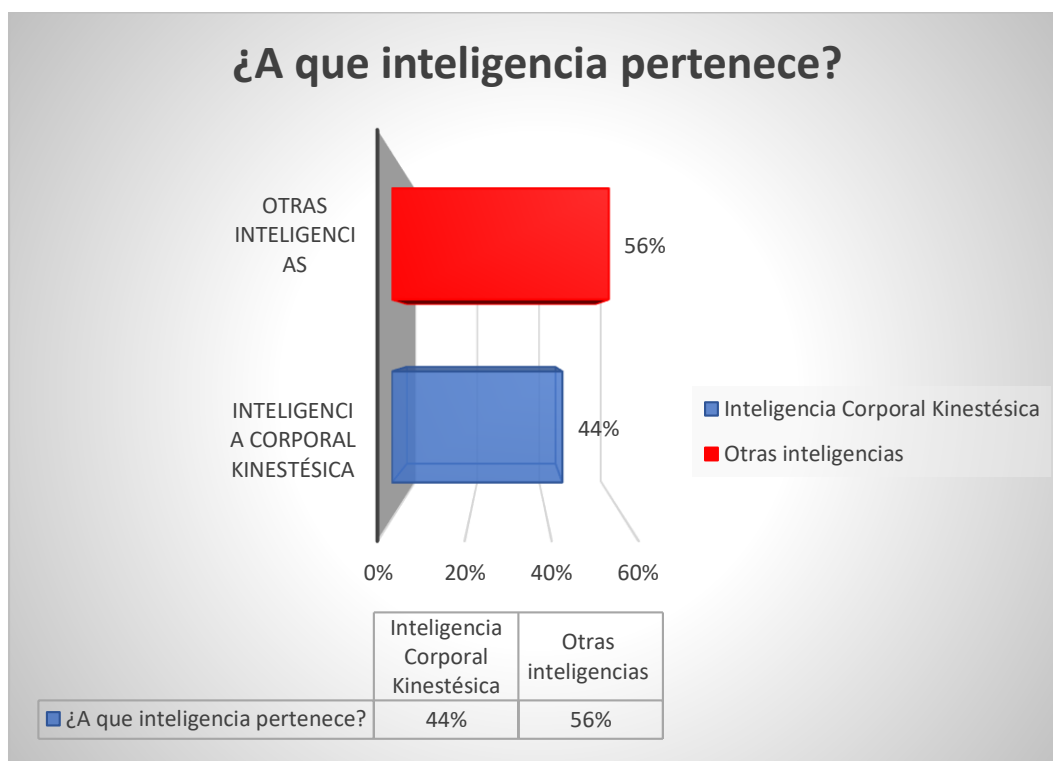 ¿A que inteligencia pertenece?
OTRAS
INTELIGENCI
AS
56%
INTELIGENCI
A CORPORAL
KINESTÉSICA
44%
Inteligencia Corporal Kinestésica
Otras inteligencias
0%
20%
40%
60%
Inteligencia
Corporal
Kinestésica
Otras
inteligencias
¿A que inteligencia pertenece?
44%
56%